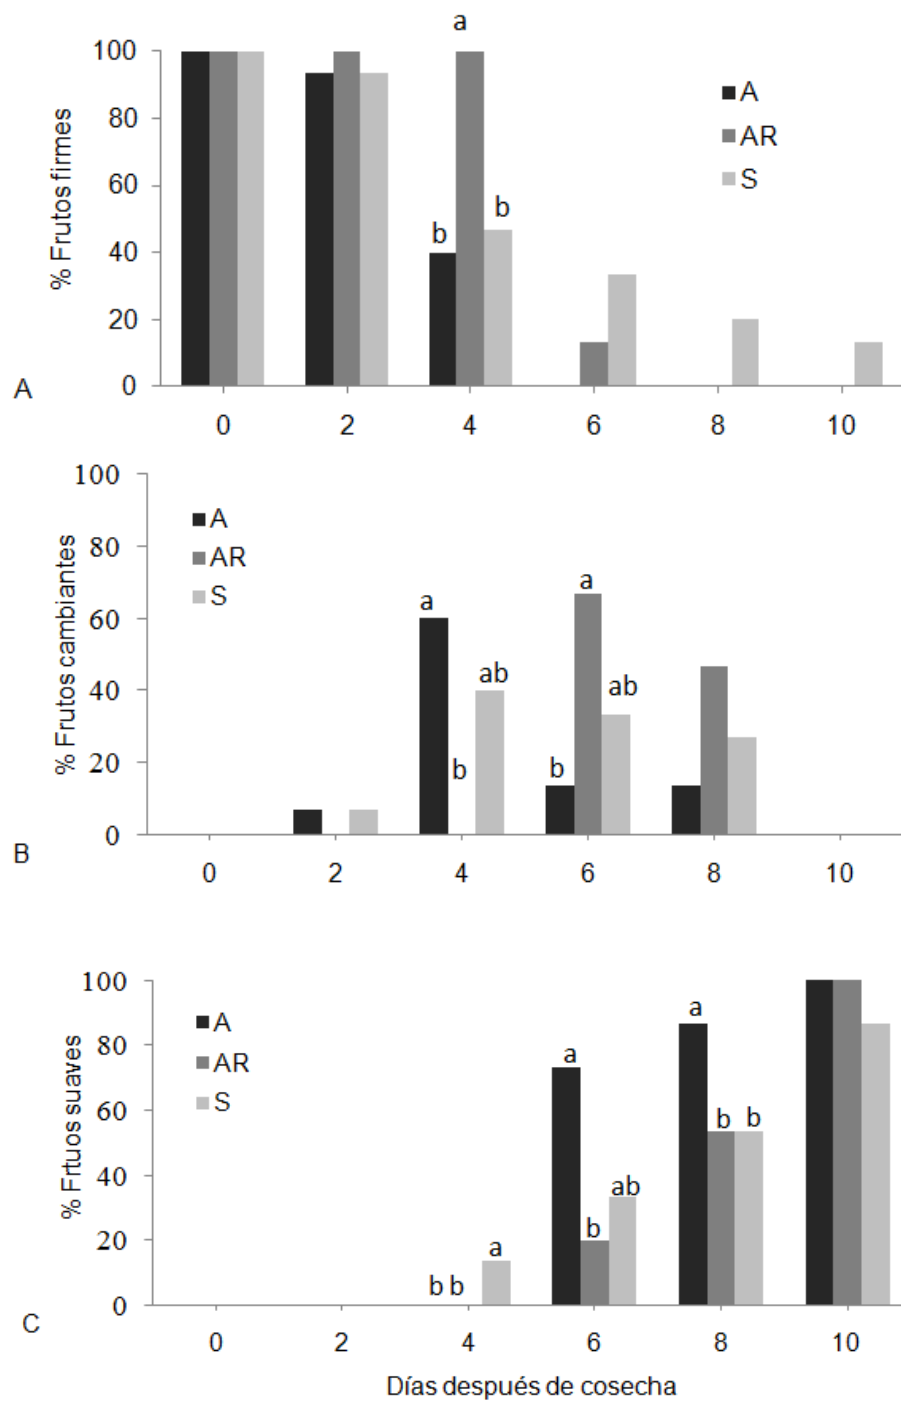 a
100
80
60
40
20
0
% Frutos firmes
A
AR
S
b
b
A
0 2 4 6 8 10
100
80
60
40
20
0
% Frutos cambiantes
A
AR
S
a
a
ab
ab
b
b
B
0 2 4 6 8 10
100
80
60
40
20
0
% Frtuos suaves
A
AR
S
a
a
b b
ab
b
a
b b
C
0 2 4 6 8 10
Días después de cosecha